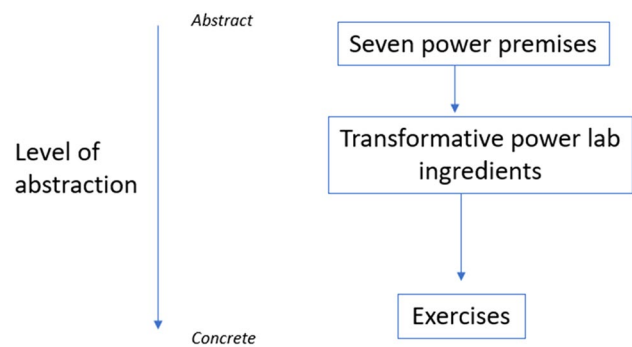 Abstract
Seven power premises
Transformative power lab
ingredients
Level of
abstraction
Exercises
Concrete